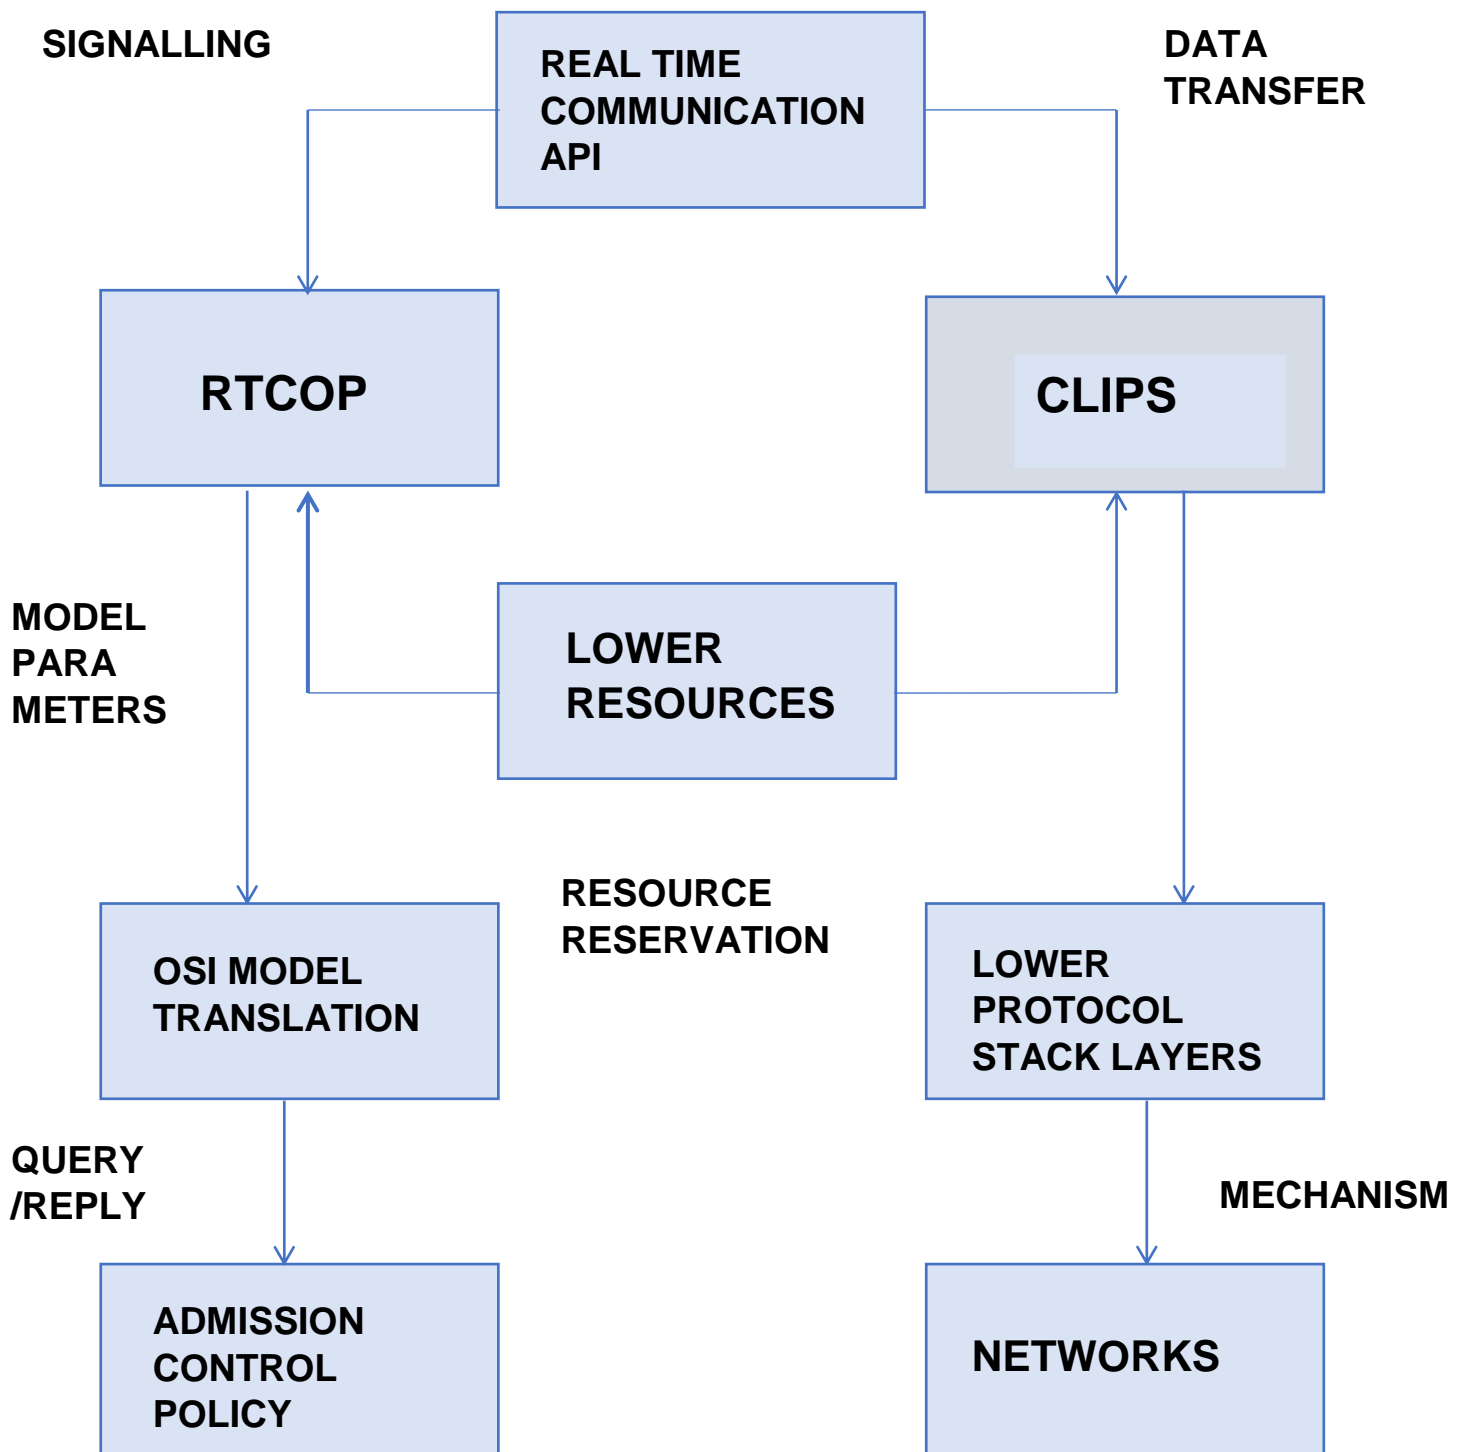 SIGNALLING
REAL TIME
COMMUNICATION
API
DATA
TRANSFER
RTCOP
CLIPS
MODEL
PARA
METERS
LOWER
RESOURCES
RESOURCE
RESERVATION
OSI MODEL
TRANSLATION
LOWER
PROTOCOL
STACK LAYERS
QUERY
/REPLY
MECHANISM
ADMISSION
CONTROL
POLICY
NETWORKS